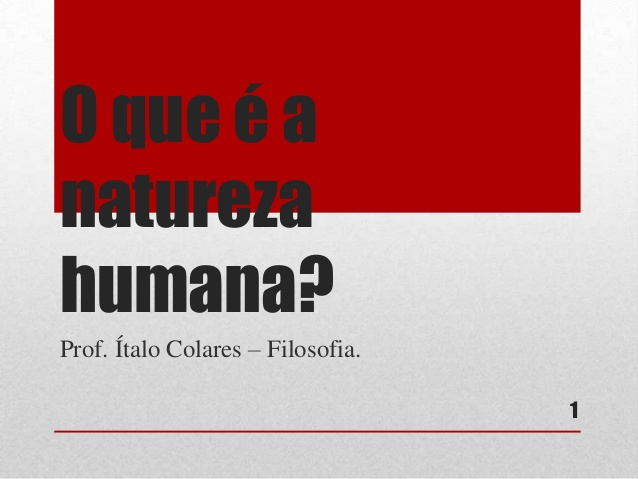 O que é a
natureza
humana?
Prof. Ítalo Colares – Filosofia.
1